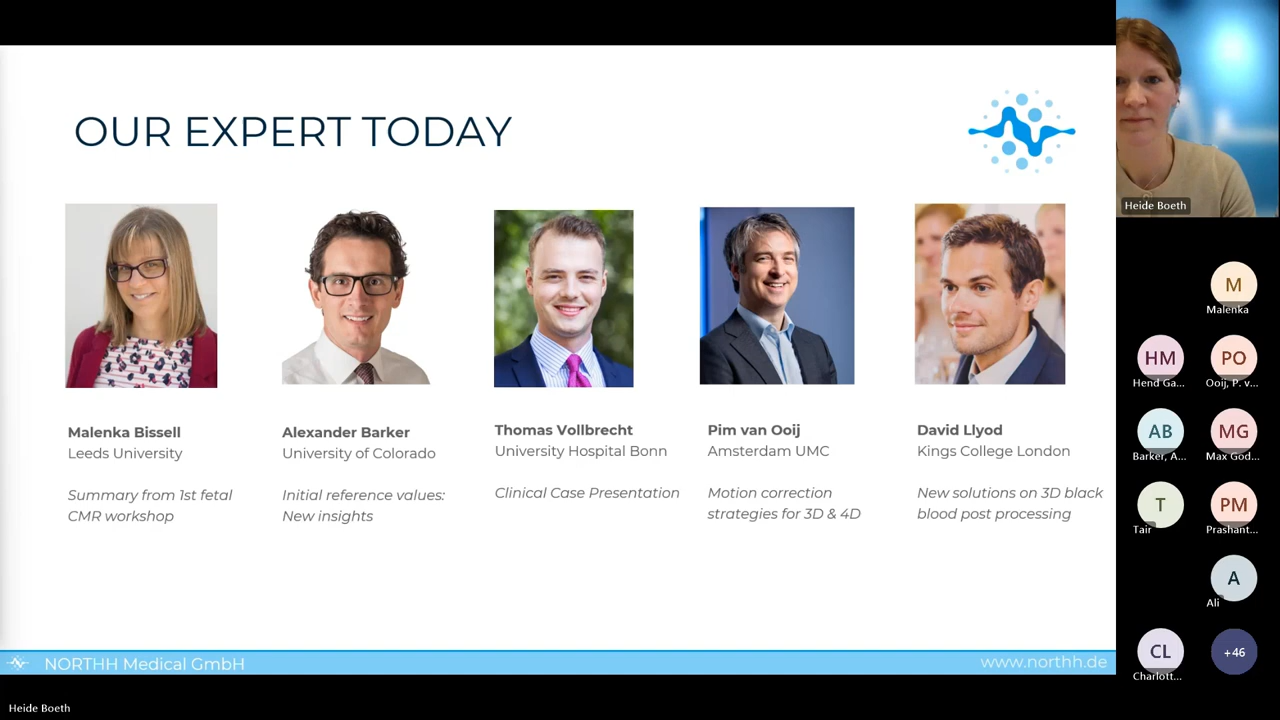 OUR EXPERT TODAY
Malenka Bissell
Leeds University
Summary from 1st fetal
CMR workshop
Alexander Barker
University of Colorado
Initial reference values:
New insights
Thomas Vollbrecht
University Hospital Bonn
Clinical Case Presentation
Pim van Ooij
Amsterdam UMC
Motion correction
strategies for 3D & 4D
David Llyod
Kings College London
New solutions on 3D black
blood post processing
NORTHH Medical GmbH
www.northh.de
Heide Boeth
Heide Boeth
M
Malenka
HM
Hend Ga...
PO
Ooij, P. v...
AB
Barker, A...
MG
Max God...
T
Tair
PM
Prashant...
A
Ali
CL
Charlott...
+46